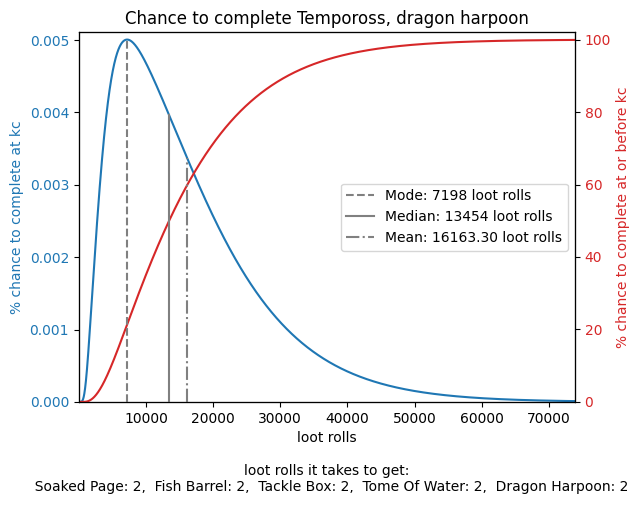 Chance to complete Tempoross, dragon harpoon
% chance to complete at kc
0.005
0.004
0.003
0.002
0.001
0.000
Mode: 7198 loot rolls
Median: 13454 loot rolls
Mean: 16163.30 loot rolls
100
80
60
40
20
0
% chance to complete at or before kc
10000 20000 30000 40000 50000 60000 70000
loot rolls
loot rolls it takes to get:
Soaked Page: 2, Fish Barrel: 2, Tackle Box: 2, Tome Of Water: 2, Dragon Harpoon: 2